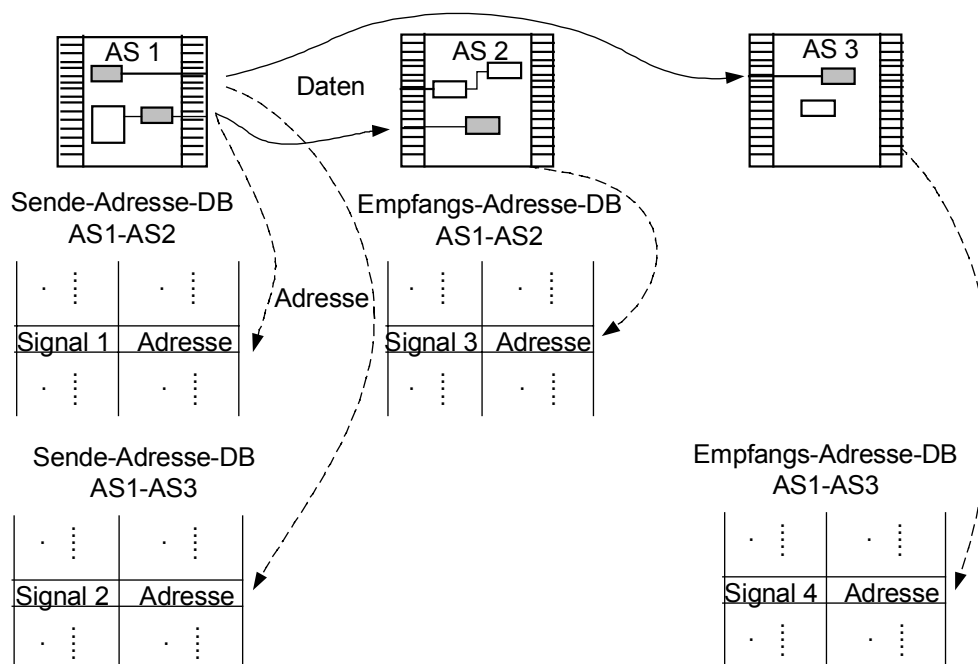 AS 1
AS 2
AS 3
Daten
Sende-Adresse-DB
AS1-AS2
Empfangs-Adresse-DB
AS1-AS2
Adresse
Signal 1 Adresse
Signal 3 Adresse
Sende-Adresse-DB
AS1-AS3
Empfangs-Adresse-DB
AS1-AS3
Signal 2 Adresse
Signal 4 Adresse